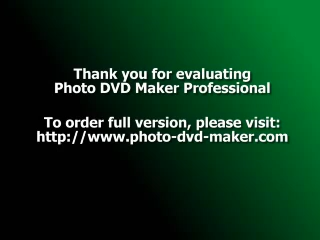 Thank you for evaluating
Photo DVD Maker Professional
To order full version, please visit:
http://www.photo-dvd-maker.com